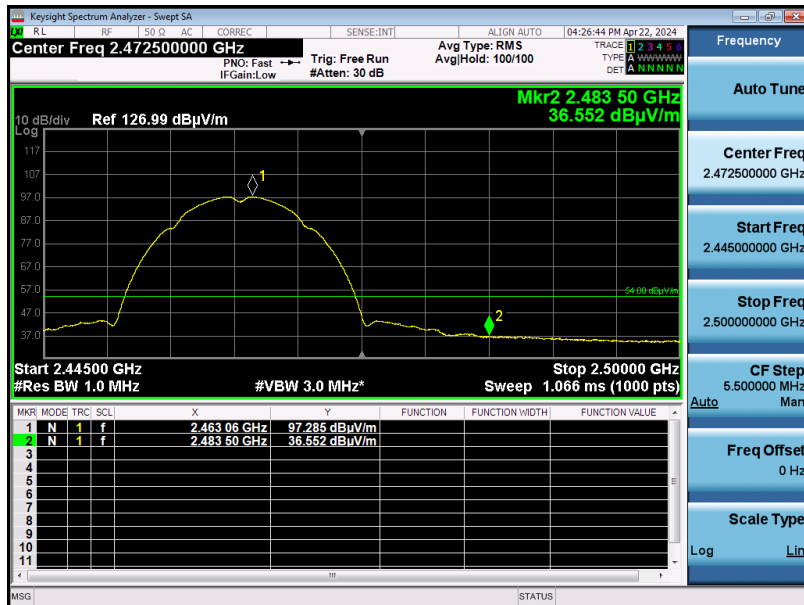 Keysight Spectrum Analyzer - Swept SA
LXI RL RF 50 Ω AC CORREC SENSE:INT ALIGN AUTO 04:26:44 PM Apr 22, 2024
Center Freq 2.472500000 GHz
PNO: Fast
IFGain:Low
Trig: Free Run
#Atten: 30 dB
Avg Type: RMS
Avg|Hold: 100/100
TRACE 1 2 3 4 5 6
TYPE A W W W W W
DET A N N N N N
Mkr2 2.483 50 GHz
36.552 dBµV/m
10 dB/div
Log
Ref 126.99 dBµV/m
117
107
97.0
87.0
77.0
67.0
57.0
47.0
37.0
1
54.00 dBµV/m
2
Start 2.44500 GHz Stop 2.50000 GHz
#Res BW 1.0 MHz #VBW 3.0 MHz* Sweep 1.066 ms (1000 pts)
MKR MODE TRC SCL X Y FUNCTION FUNCTION WIDTH FUNCTION VALUE
1 N 1 f 2.463 06 GHz 97.285 dBµV/m
2 N 1 f 2.483 50 GHz 36.552 dBµV/m
3
4
5
6
7
8
9
10
11
MSG STATUS
Frequency
Auto Tune
Center Freq
2.472500000 GHz
Start Freq
2.445000000 GHz
Stop Freq
2.500000000 GHz
CF Step
5.500000 MHz
Auto Man
Freq Offset
0 Hz
Scale Type
Log Lin